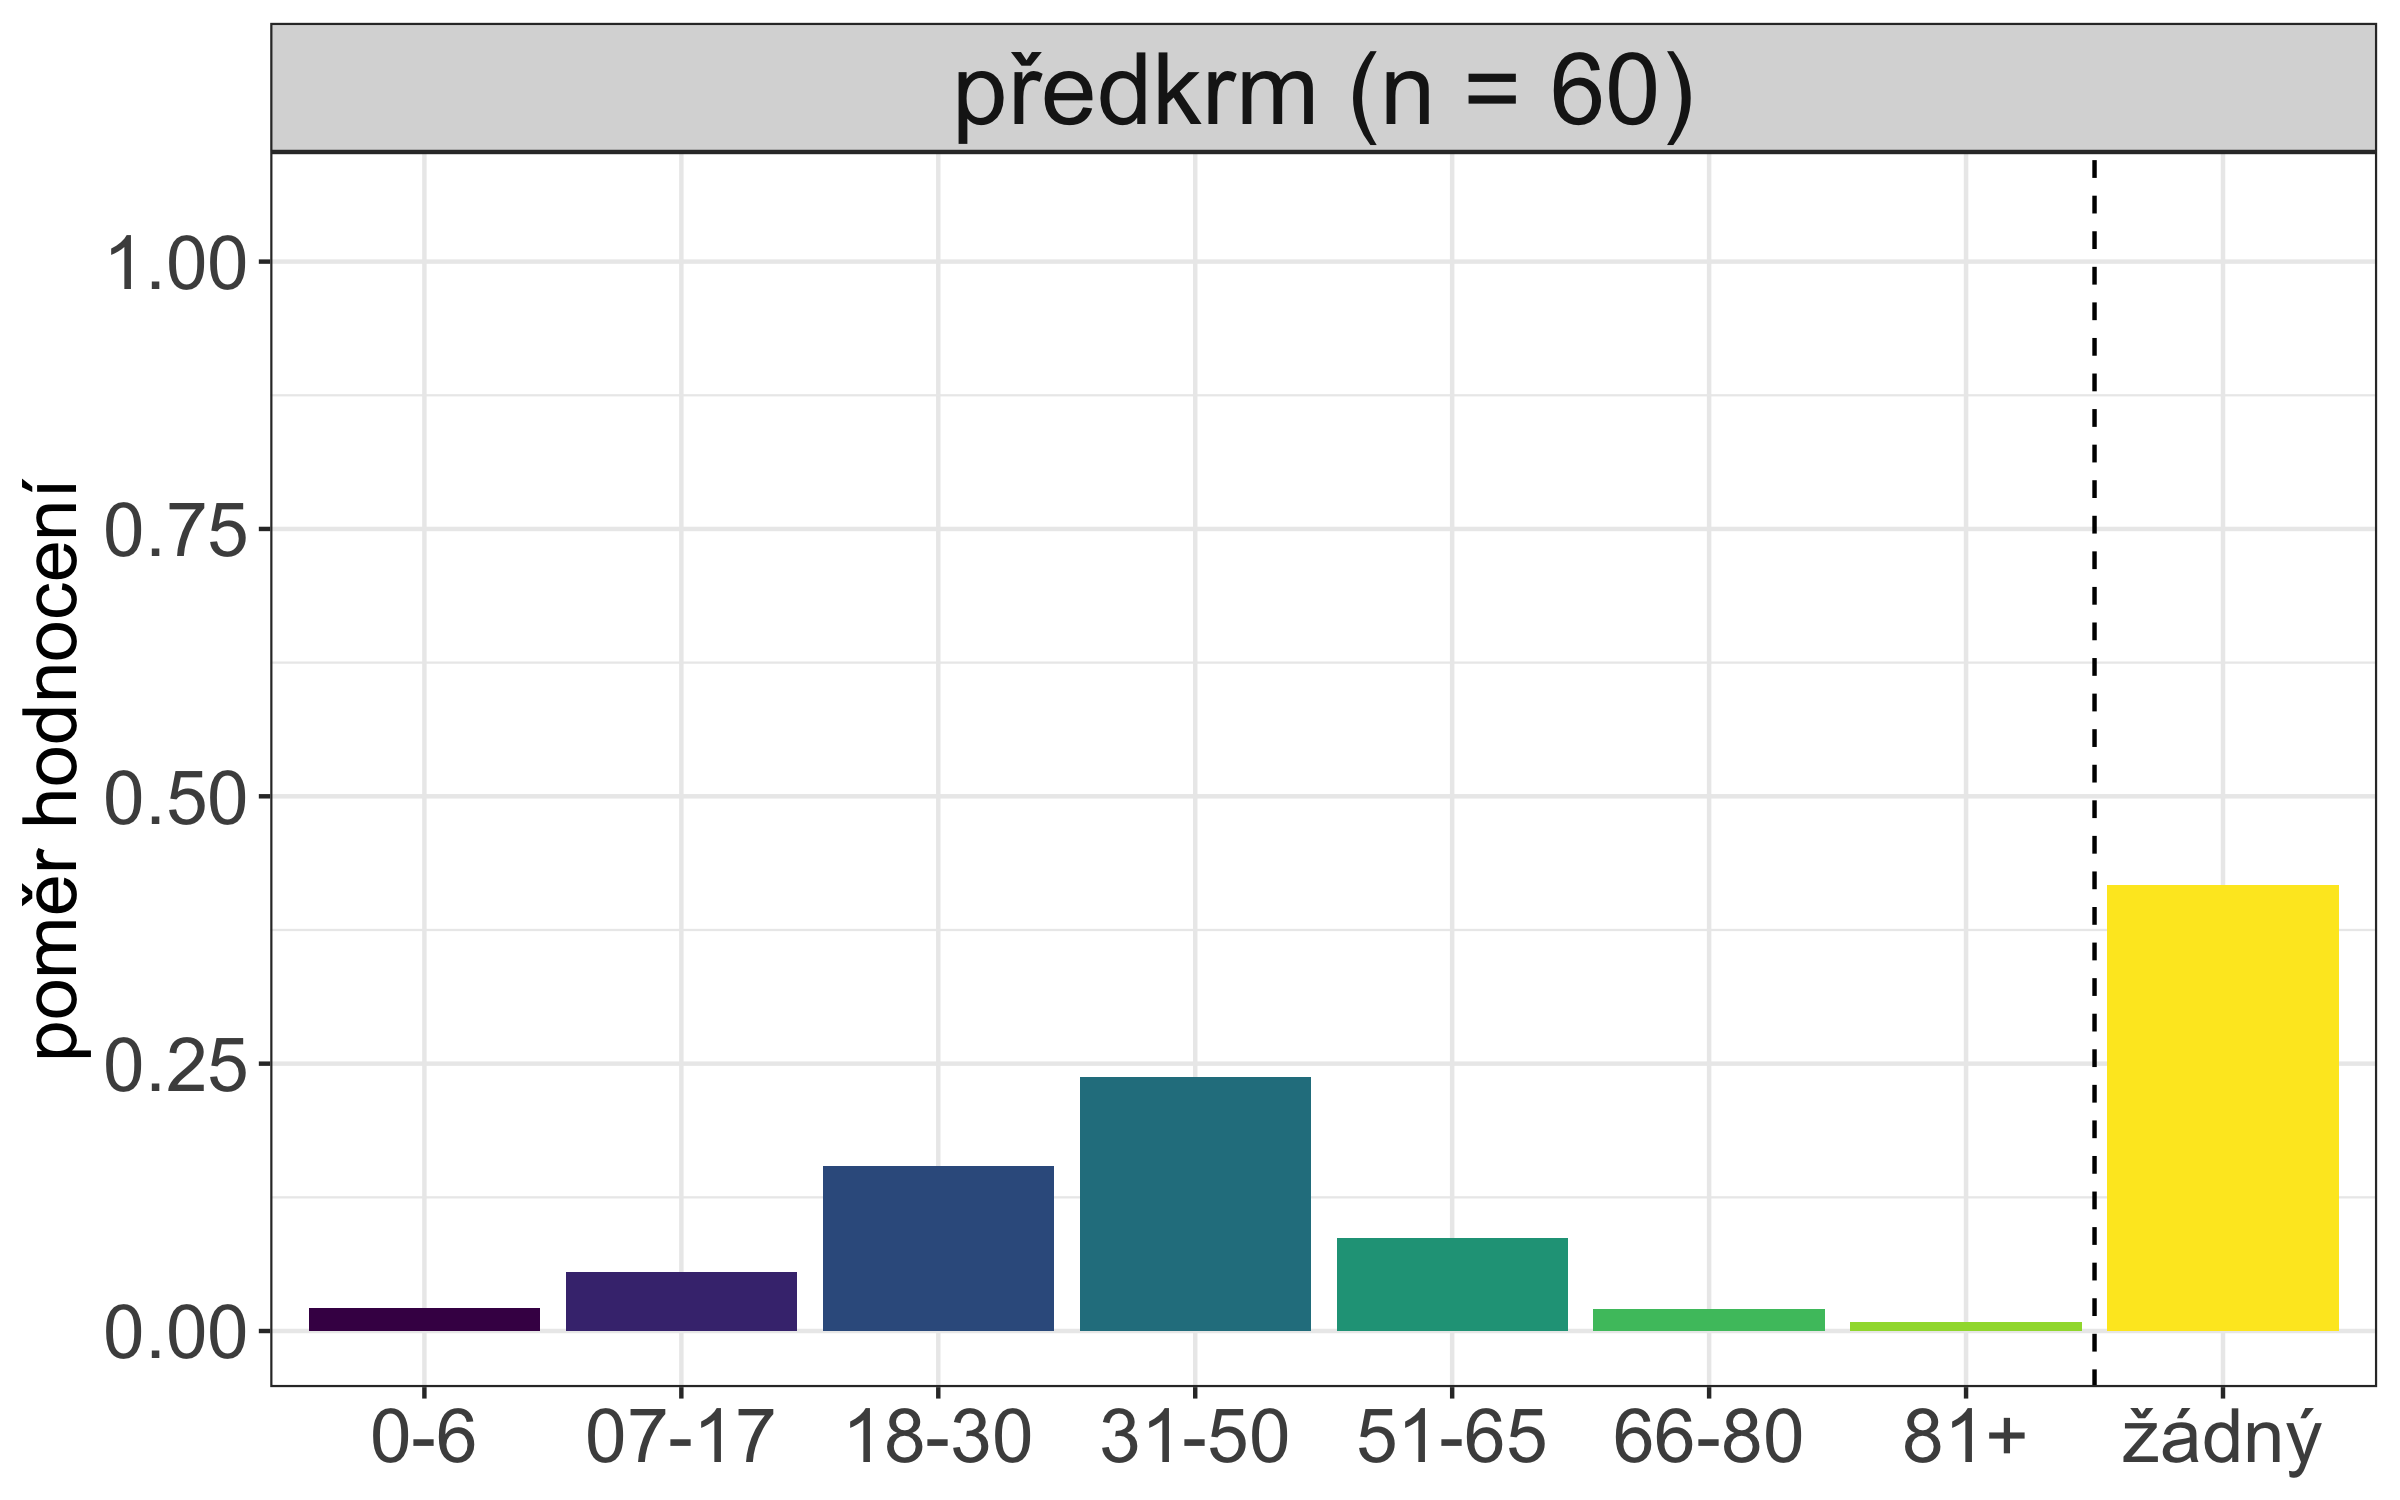 předkrm (n = 60)
poměr hodnocení
1.00
0.75
0.50
0.25
0.00
0-6 07-17 18-30 31-50 51-65 66-80 81+ žádný